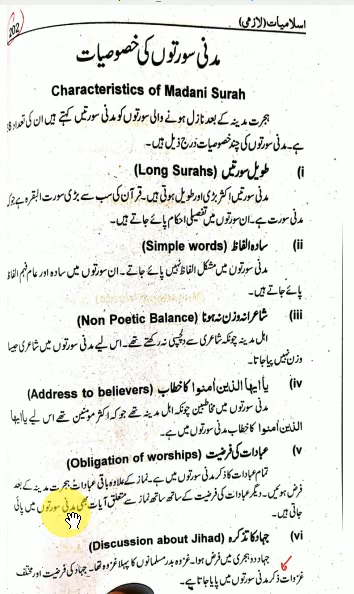 202
اسلامیات (لازمی)
مدنی سورتوں کی خصوصیات
Characteristics of Madani Surah
ہجرت مدینہ کے بعد نازل ہونے والی سورتوں کو مدنی سورتیں کہتے ہیں ان کی تعداد
ہے۔ مدنی سورتوں کی چند خصوصیات درج ذیل ہیں۔
(i طویل سورتیں (Long Surahs)
مدنی سورتیں اکثر بڑی اور طویل ہوتی ہیں۔ قرآن کی سب سے بڑی سورت البقرہ ہے جو کہ
مدنی سورت ہے۔ ان سورتوں میں تفصیلی احکام پائے جاتے ہیں۔
(ii سادہ الفاظ (Simple words)
مدنی سورتوں میں مشکل الفاظ نہیں پائے جاتے۔ ان سورتوں میں سادہ اور عام فہم الفاظ
پائے جاتے ہیں۔
(iii شاعرانہ وزن نہ ہونا (Non Poetic Balance)
اہل مدینہ چونکہ شاعری سے دلچسپی نہ رکھتے تھے۔ اس لیے مدنی سورتوں میں شاعری جیسا
وزن نہیں پایا جاتا۔
(iv یاایھا الذین اٰمنوا کا خطاب (Address to believers)
مدنی سورتوں میں مخاطبین چونکہ اہل مدینہ تھے جو کہ اکثر مومنین تھے اس لیے یاایھا
الذین اٰمنوا کا خطاب مدنی سورتوں میں ہے۔
(v عبادات کی فرضیت (Obligation of worships)
تمام عبادات کا ذکر مدنی سورتوں میں ہے۔ نماز کے علاوہ باقی عبادات ہجرت مدینہ کے بعد
فرض ہوئیں۔ دیگر عبادات کی فرضیت کے ساتھ ساتھ نماز سے متعلق آیات بھی مدنی سورتوں میں پائی
جاتی ہیں۔
(vi جہاد کا تذکرہ (Discussion about Jihad)
جہاد دو ہجری میں فرض ہوا۔ غزوہ بدر مسلمانوں کا پہلا غزوہ تھا۔ جہاد کی فرضیت اور مختلف
غزوات کا ذکر مدنی سورتوں میں پایا جاتا ہے۔